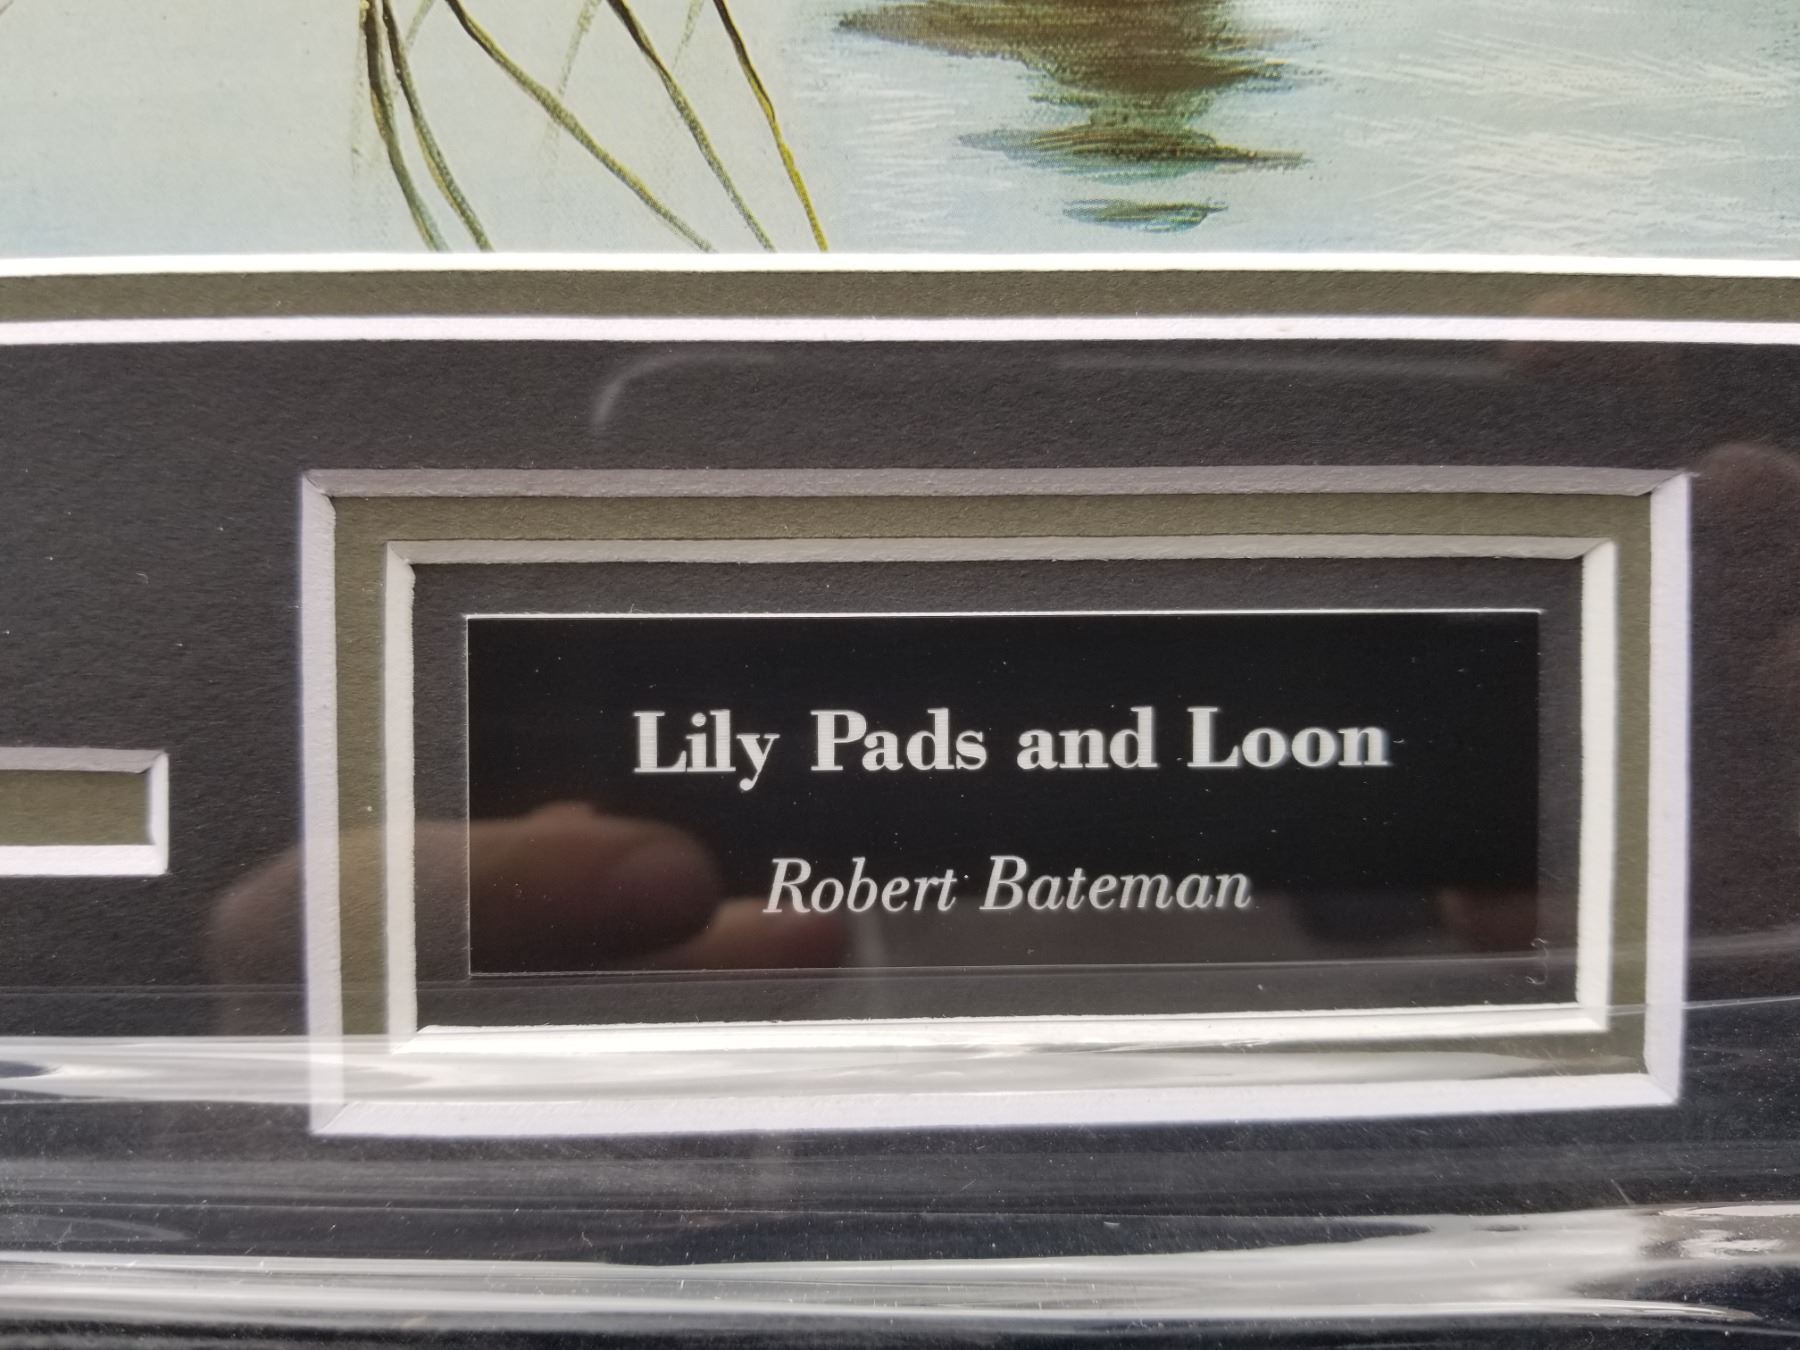 Lily Pads and Loon
Robert Bateman